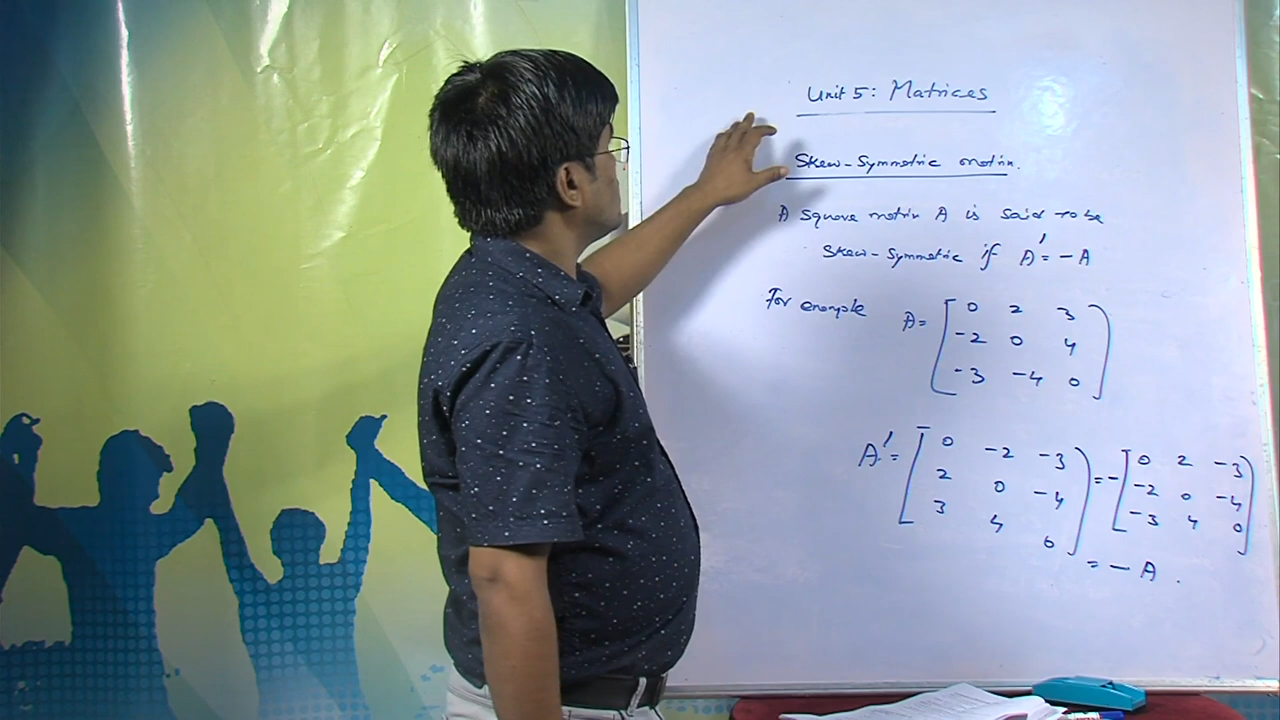 Unit 5: Matrices
Skew-Symmetric matrix.
A square matrix A is said to be
Skew-Symmetric if A' = -A
For example A = [0 2 3
-2 0 4
-3 -4 0]
A' = [0 -2 -3
2 0 -4
3 4 0] = -[0 2 -3
-2 0 -4
-3 4 0]
= -A.